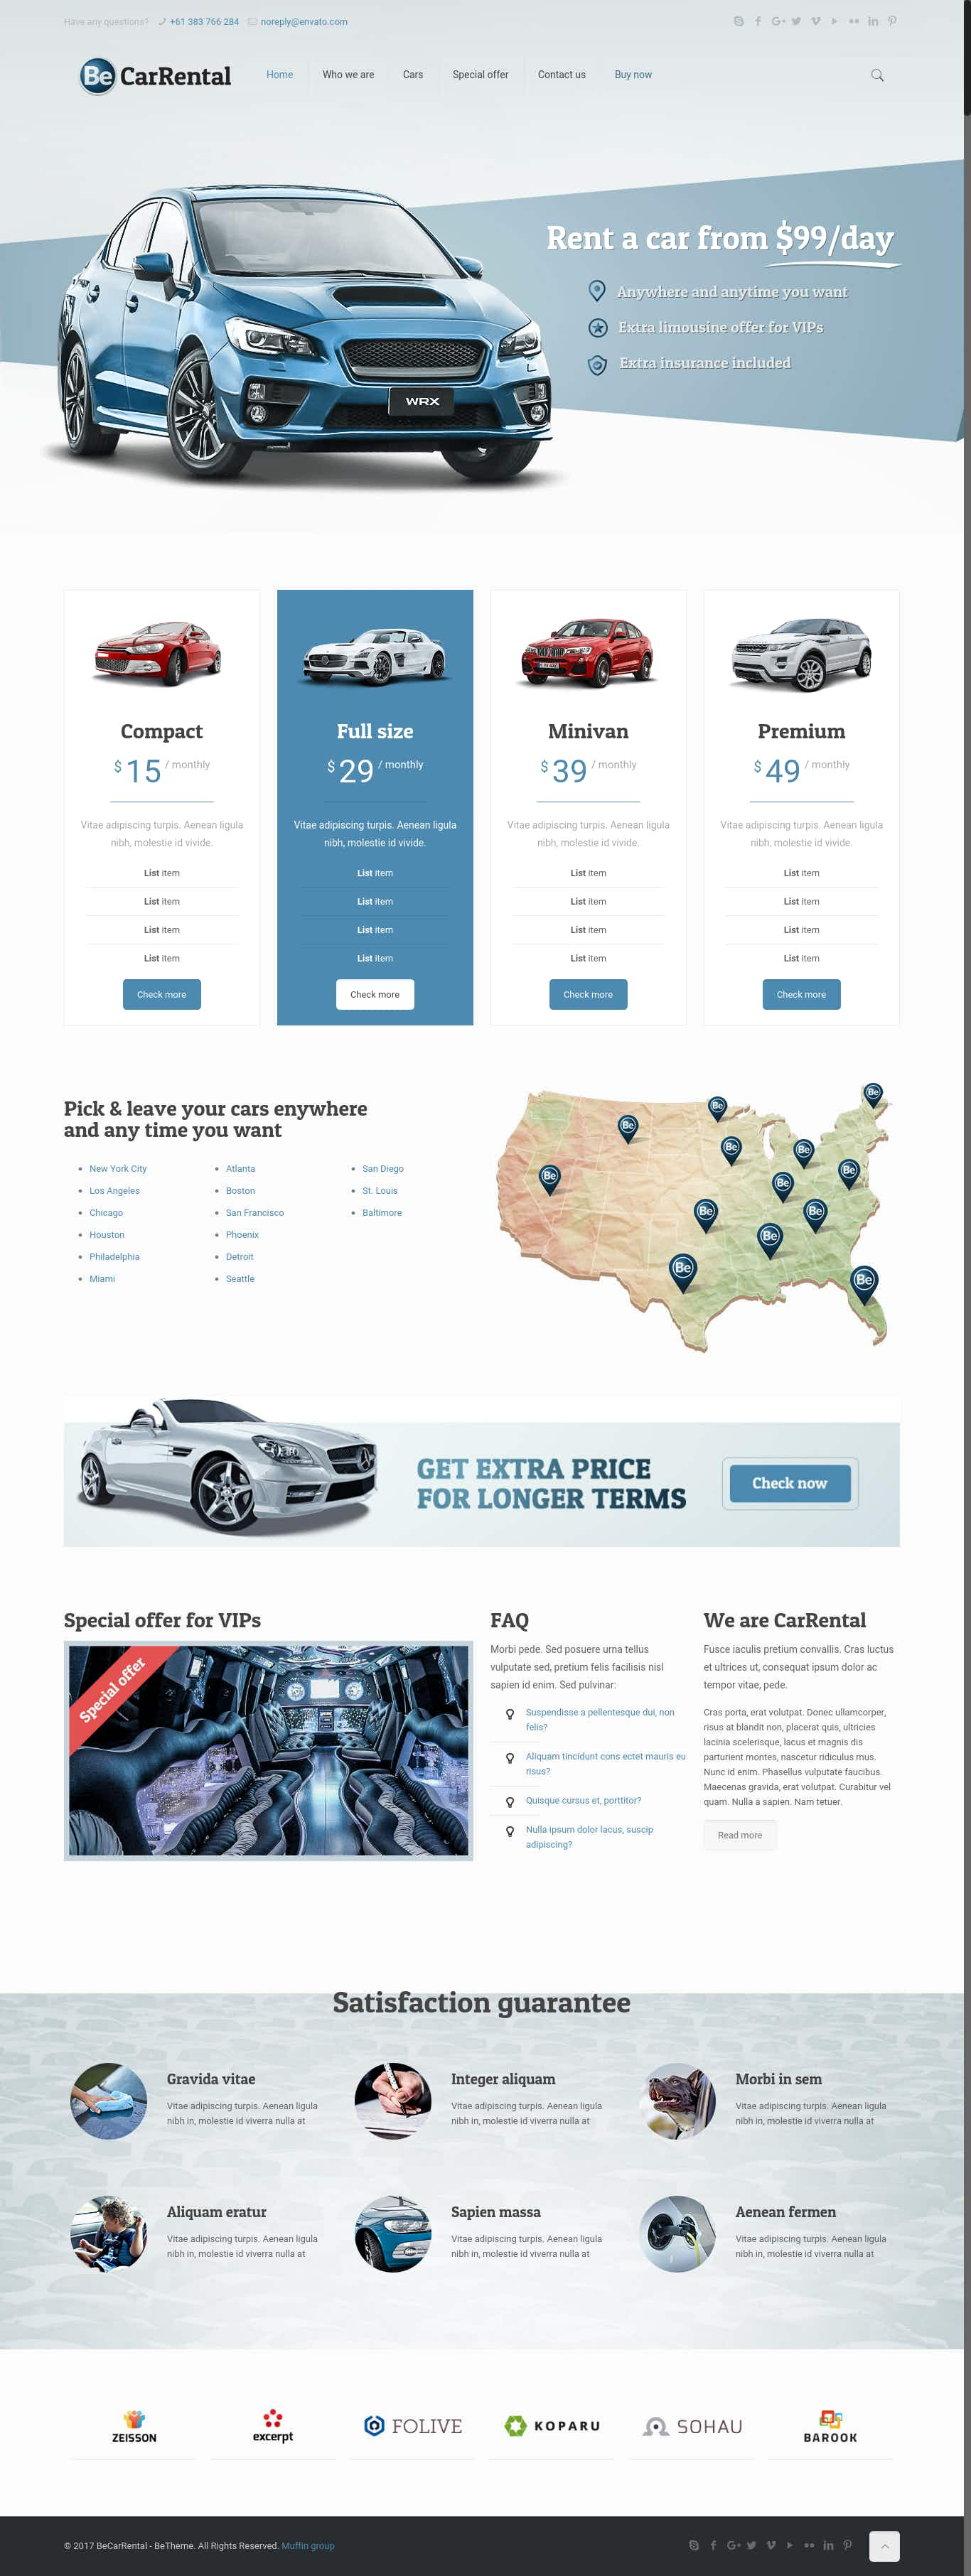 Have any questions? +61 383 766 284 noreply@envato.com
Be CarRental
Home Who we are Cars Special offer Contact us Buy now
Rent a car from $99/day
Anywhere and anytime you want
Extra limousine offer for VIPs
Extra insurance included
WRX
Compact
$ 15 / monthly
Vitae adipiscing turpis. Aenean ligula
nibh, molestie id vivide.
List item
List item
List item
List item
Check more
Full size
$ 29 / monthly
Vitae adipiscing turpis. Aenean ligula
nibh, molestie id vivide.
List item
List item
List item
List item
Check more
Minivan
$ 39 / monthly
Vitae adipiscing turpis. Aenean ligula
nibh, molestie id vivide.
List item
List item
List item
List item
Check more
Premium
$ 49 / monthly
Vitae adipiscing turpis. Aenean ligula
nibh, molestie id vivide.
List item
List item
List item
List item
Check more
Pick & leave your cars enywhere
and any time you want
New York City
Los Angeles
Chicago
Houston
Philadelphia
Miami
Atlanta
Boston
San Francisco
Phoenix
Detroit
Seattle
San Diego
St. Louis
Baltimore
Be
Be
Be
Be
Be
Be
Be
Be
Be
Be
Be
Be
Be
GET EXTRA PRICE
FOR LONGER TERMS
Check now
Special offer for VIPs
Special offer
FAQ
Morbi pede. Sed posuere urna tellus
vulputate sed, pretium felis facilisis nisl
sapien id enim. Sed pulvinar:
Suspendisse a pellentesque dui, non
felis?
Aliquam tincidunt cons ectet mauris eu
risus?
Quisque cursus et, porttitor?
Nulla ipsum dolor lacus, suscip
adipiscing?
We are CarRental
Fusce iaculis pretium convallis. Cras luctus
et ultrices ut, consequat ipsum dolor ac
tempor vitae, pede.
Cras porta, erat volutpat. Donec ullamcorper,
risus at blandit non, placerat quis, ultricies
lacinia scelerisque, lacus et magnis dis
parturient montes, nascetur ridiculus mus.
Nunc id enim. Phasellus vulputate faucibus.
Maecenas gravida, erat volutpat. Curabitur vel
quam. Nulla a sapien. Nam tetuer.
Read more
Satisfaction guarantee
Gravida vitae
Vitae adipiscing turpis. Aenean ligula
nibh in, molestie id viverra nulla at
Integer aliquam
Vitae adipiscing turpis. Aenean ligula
nibh in, molestie id viverra nulla at
Morbi in sem
Vitae adipiscing turpis. Aenean ligula
nibh in, molestie id viverra nulla at
Aliquam eratur
Vitae adipiscing turpis. Aenean ligula
nibh in, molestie id viverra nulla at
Sapien massa
Vitae adipiscing turpis. Aenean ligula
nibh in, molestie id viverra nulla at
Aenean fermen
Vitae adipiscing turpis. Aenean ligula
nibh in, molestie id viverra nulla at
ZEISSON
excerpt
FOLIVE
KOPARU
SOHAU
BAROOK
© 2017 BeCarRental - BeTheme. All Rights Reserved. Muffin group